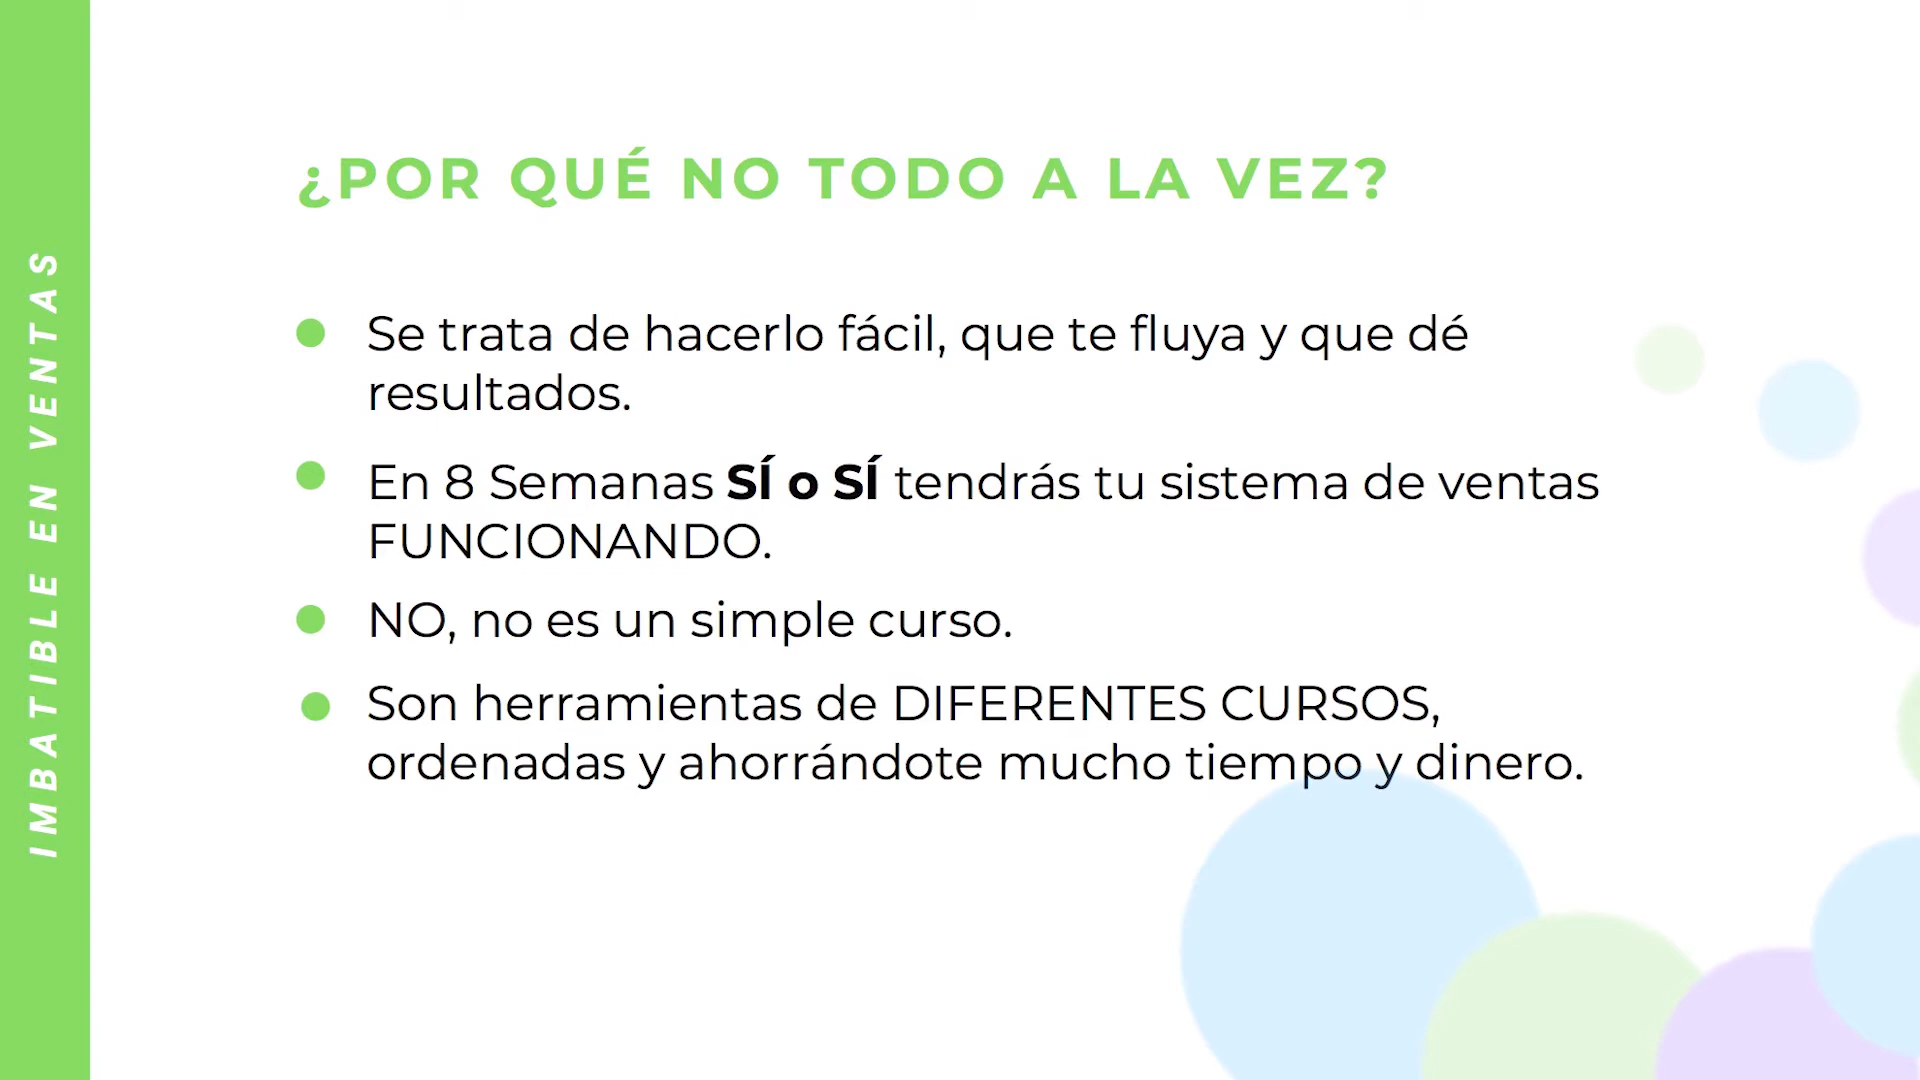 IMBATIBLE EN VENTAS
¿POR QUÉ NO TODO A LA VEZ?
Se trata de hacerlo fácil, que te fluya y que dé
resultados.
En 8 Semanas SÍ o SÍ tendrás tu sistema de ventas
FUNCIONANDO.
NO, no es un simple curso.
Son herramientas de DIFERENTES CURSOS,
ordenadas y ahorrándote mucho tiempo y dinero.